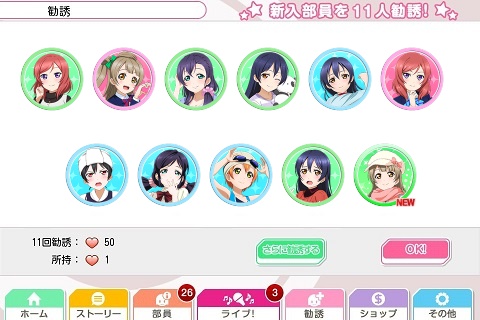 勧誘
新入部員を11人勧誘!
NEW
11回勧誘： 50
所持： 1
さらに勧誘する
OK!
26
3
ホーム
ストーリー
部員
ライブ!
勧誘
ショップ
その他